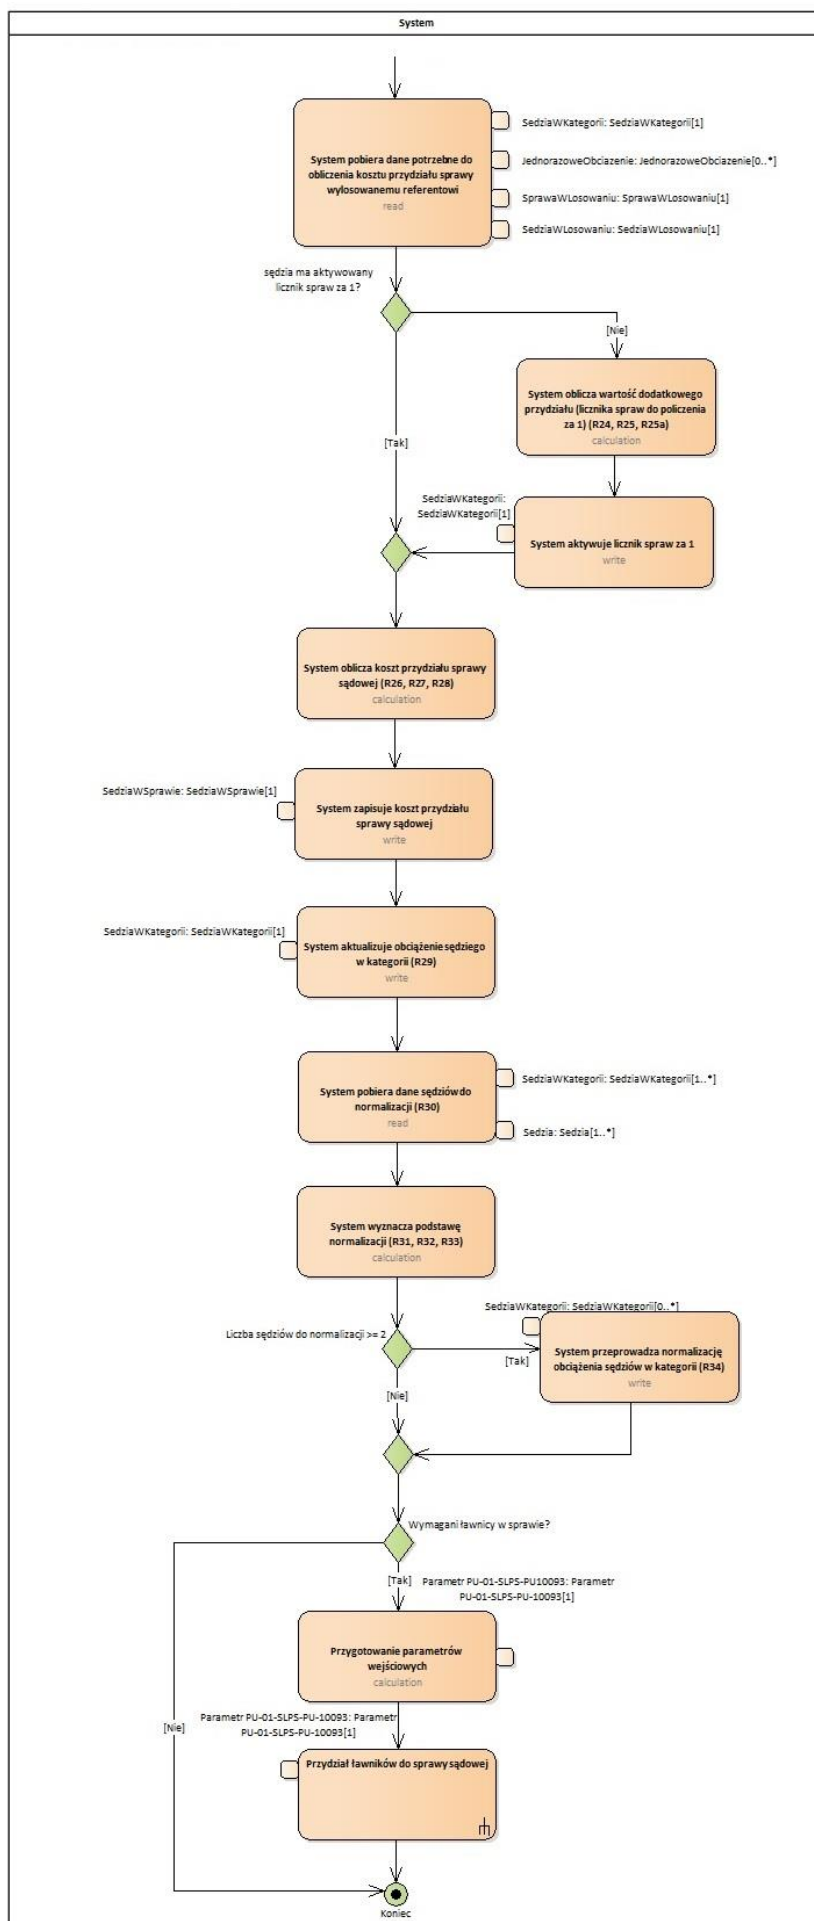 System
System pobiera dane potrzebne do
obliczenia kosztu przydziału sprawy
wylosowanemu referentowi
read
SedziaWKategorii: SedziaWKategorii[1]
JednorazoweObciazenie: JednorazoweObciazenie[0..*]
SprawaWLosowaniu: SprawaWLosowaniu[1]
SedziaWLosowaniu: SedziaWLosowaniu[1]
sędzia ma aktywowany
licznik spraw za 1?
[Nie]
System oblicza wartość dodatkowego
przydziału (licznika spraw do policzenia
za 1) (R24, R25, R25a)
calculation
[Tak]
SedziaWKategorii:
SedziaWKategorii[1]
System aktywuje licznik spraw za 1
write
System oblicza koszt przydziału sprawy
sądowej (R26, R27, R28)
calculation
SedziaWSprawie: SedziaWSprawie[1]
System zapisuje koszt przydziału
sprawy sądowej
write
SedziaWKategorii: SedziaWKategorii[1]
System aktualizuje obciążenie sędziego
w kategorii (R29)
write
System pobiera dane sędziów do
normalizacji (R30)
read
SedziaWKategorii: SedziaWKategorii[1..*]
Sedzia: Sedzia[1..*]
System wyznacza podstawę
normalizacji (R31, R32, R33)
calculation
SedziaWKategorii: SedziaWKategorii[0..*]
Liczba sędziów do normalizacji >= 2
[Tak]
System przeprowadza normalizację
obciążenia sędziów w kategorii (R34)
write
[Nie]
Wymagani ławnicy w sprawie?
[Tak]
Parametr PU-01-SLPS-PU10093: Parametr
PU-01-SLPS-PU-10093[1]
Przygotowanie parametrów
wejściowych
calculation
Parametr PU-01-SLPS-PU-10093: Parametr
PU-01-SLPS-PU-10093[1]
[Nie]
Przydział ławników do sprawy sądowej
Koniec